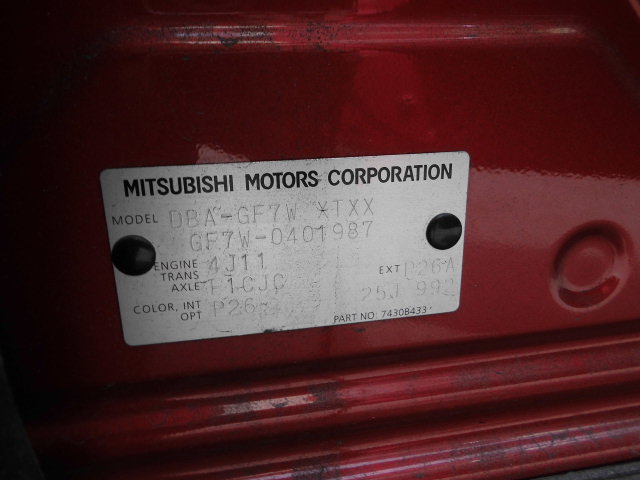 MITSUBISHI MOTORS CORPORATION
MODEL DBA-GF7W XTXX
GF7W-0401987
ENGINE 4J11
TRANS
AXLE F1CJC
EXT P26A
COLOR, INT
OPT P26
25J 992
PART NO: 7430B433